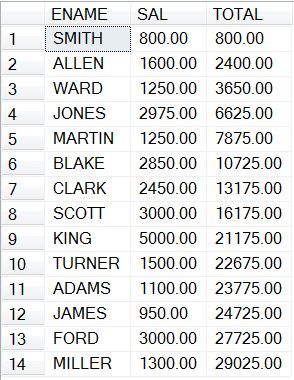 ENAME SAL TOTAL
1 SMITH 800.00 800.00
2 ALLEN 1600.00 2400.00
3 WARD 1250.00 3650.00
4 JONES 2975.00 6625.00
5 MARTIN 1250.00 7875.00
6 BLAKE 2850.00 10725.00
7 CLARK 2450.00 13175.00
8 SCOTT 3000.00 16175.00
9 KING 5000.00 21175.00
10 TURNER 1500.00 22675.00
11 ADAMS 1100.00 23775.00
12 JAMES 950.00 24725.00
13 FORD 3000.00 27725.00
14 MILLER 1300.00 29025.00